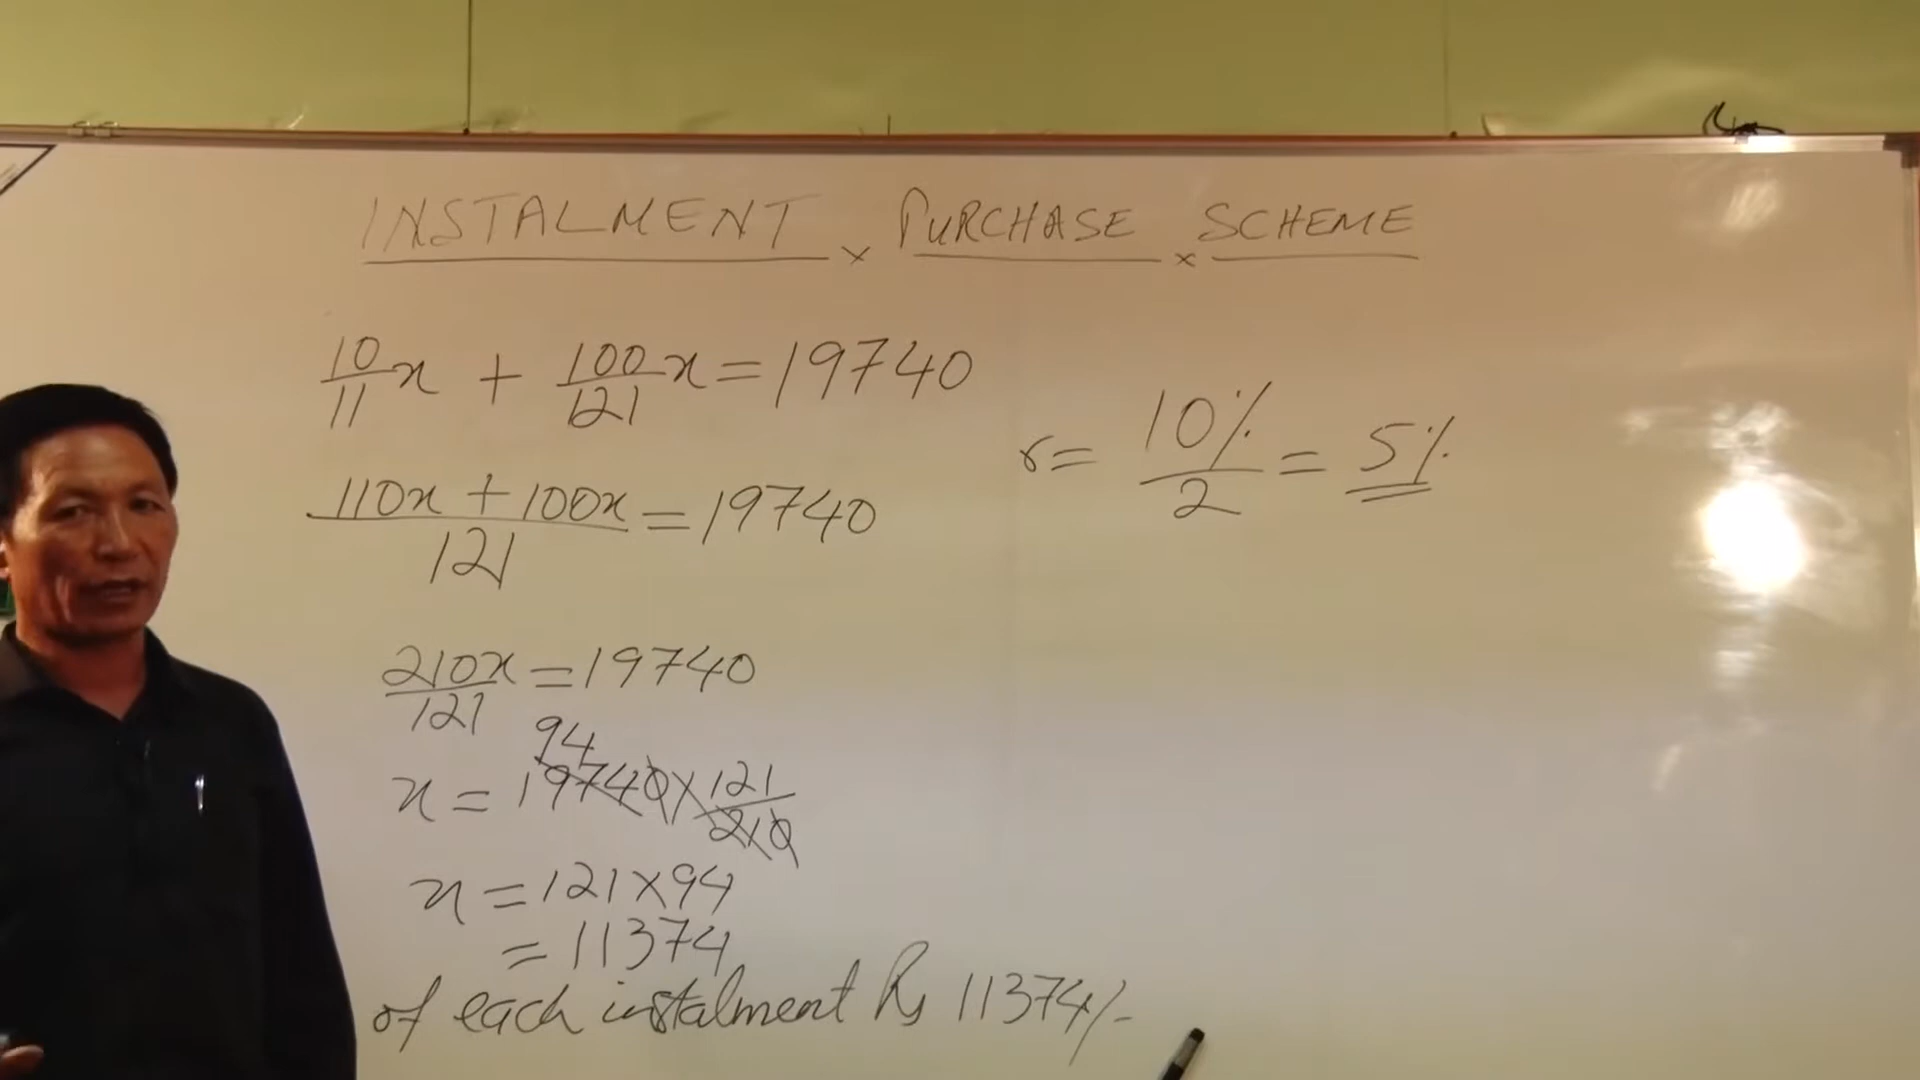 INSTALMENT × PURCHASE × SCHEME
10/11 x + 100/121 x = 19740
(110x + 100x)/121 = 19740
210x/121 = 19740
94
x = 19740 × 121/210
x = 121 × 94
= 11374
of each instalment Rs 11374/-
r = 10%/2 = 5%